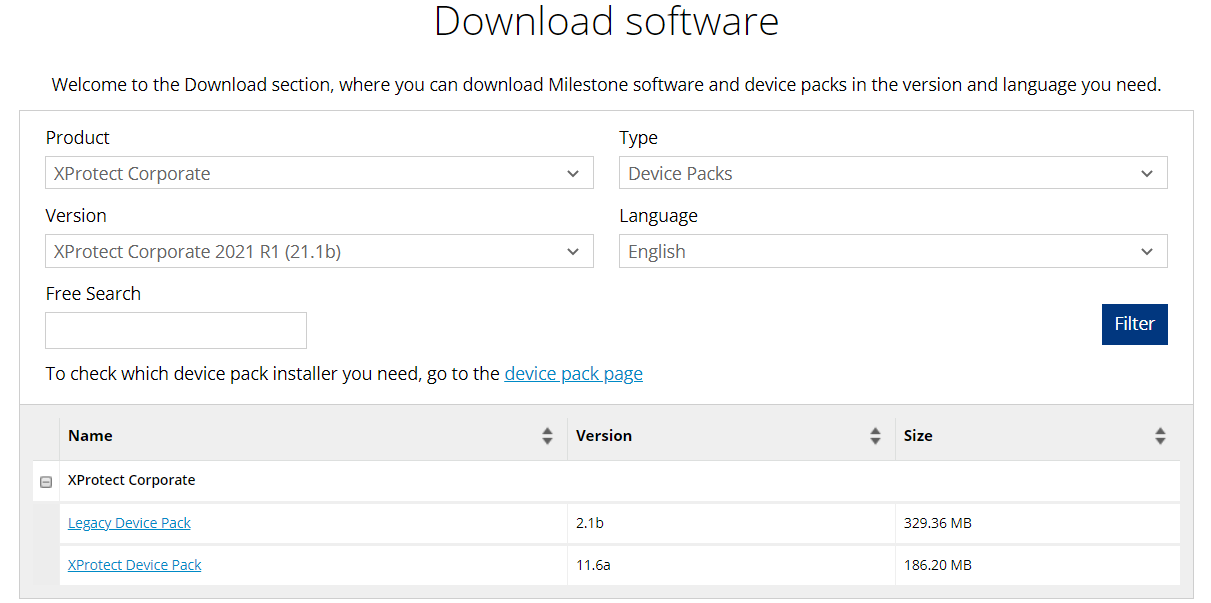 Download software
Welcome to the Download section, where you can download Milestone software and device packs in the version and language you need.
Product
Type
XProtect Corporate
Device Packs
Version
Language
XProtect Corporate 2021 R1 (21.1b)
English
Free Search
Filter
To check which device pack installer you need, go to the device pack page
Name Version Size
XProtect Corporate
Legacy Device Pack 2.1b 329.36 MB
XProtect Device Pack 11.6a 186.20 MB